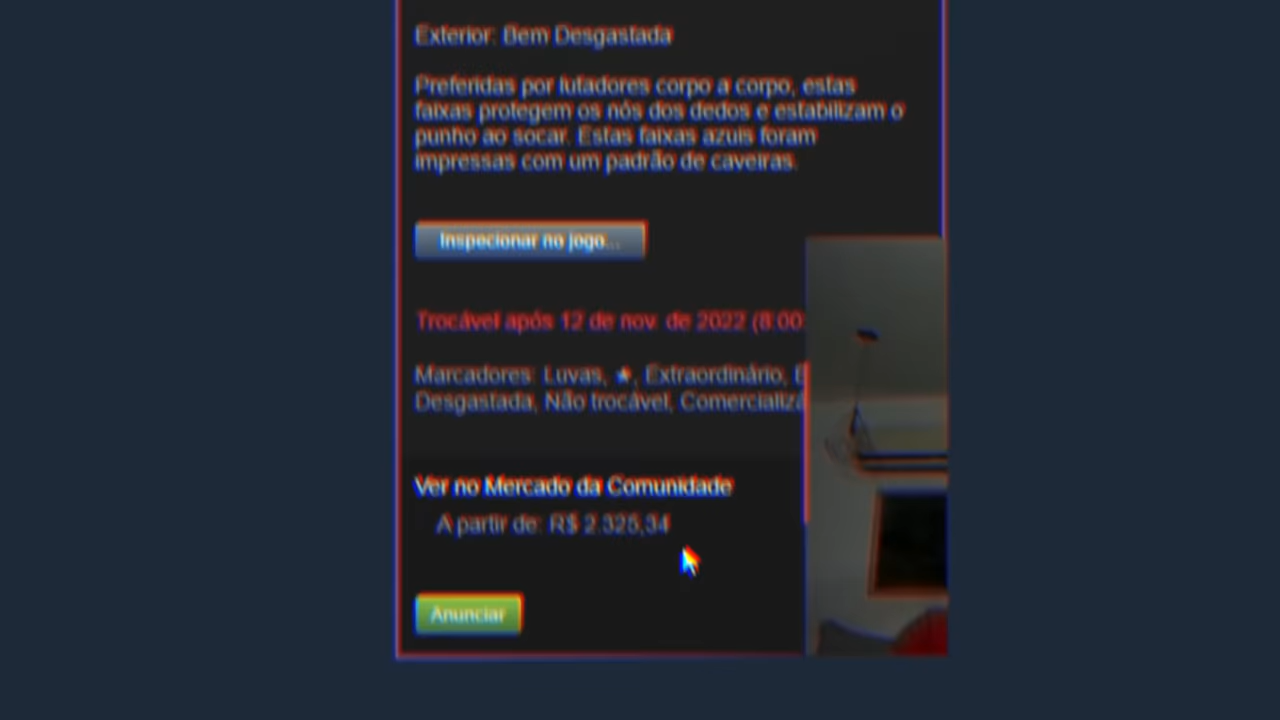 Exterior: Bem Desgastada
Preferidas por lutadores corpo a corpo, estas
faixas protegem os nós dos dedos e estabilizam o
punho ao socar. Estas faixas azuis foram
impressas com um padrão de caveiras.
Inspecionar no jogo...
Trocável após 12 de nov. de 2022 (8:00
Marcadores: Luvas, ★, Extraordinário, B
Desgastada, Não trocável, Comercializá
Ver no Mercado da Comunidade
A partir de: R$ 2.325,34
Anunciar